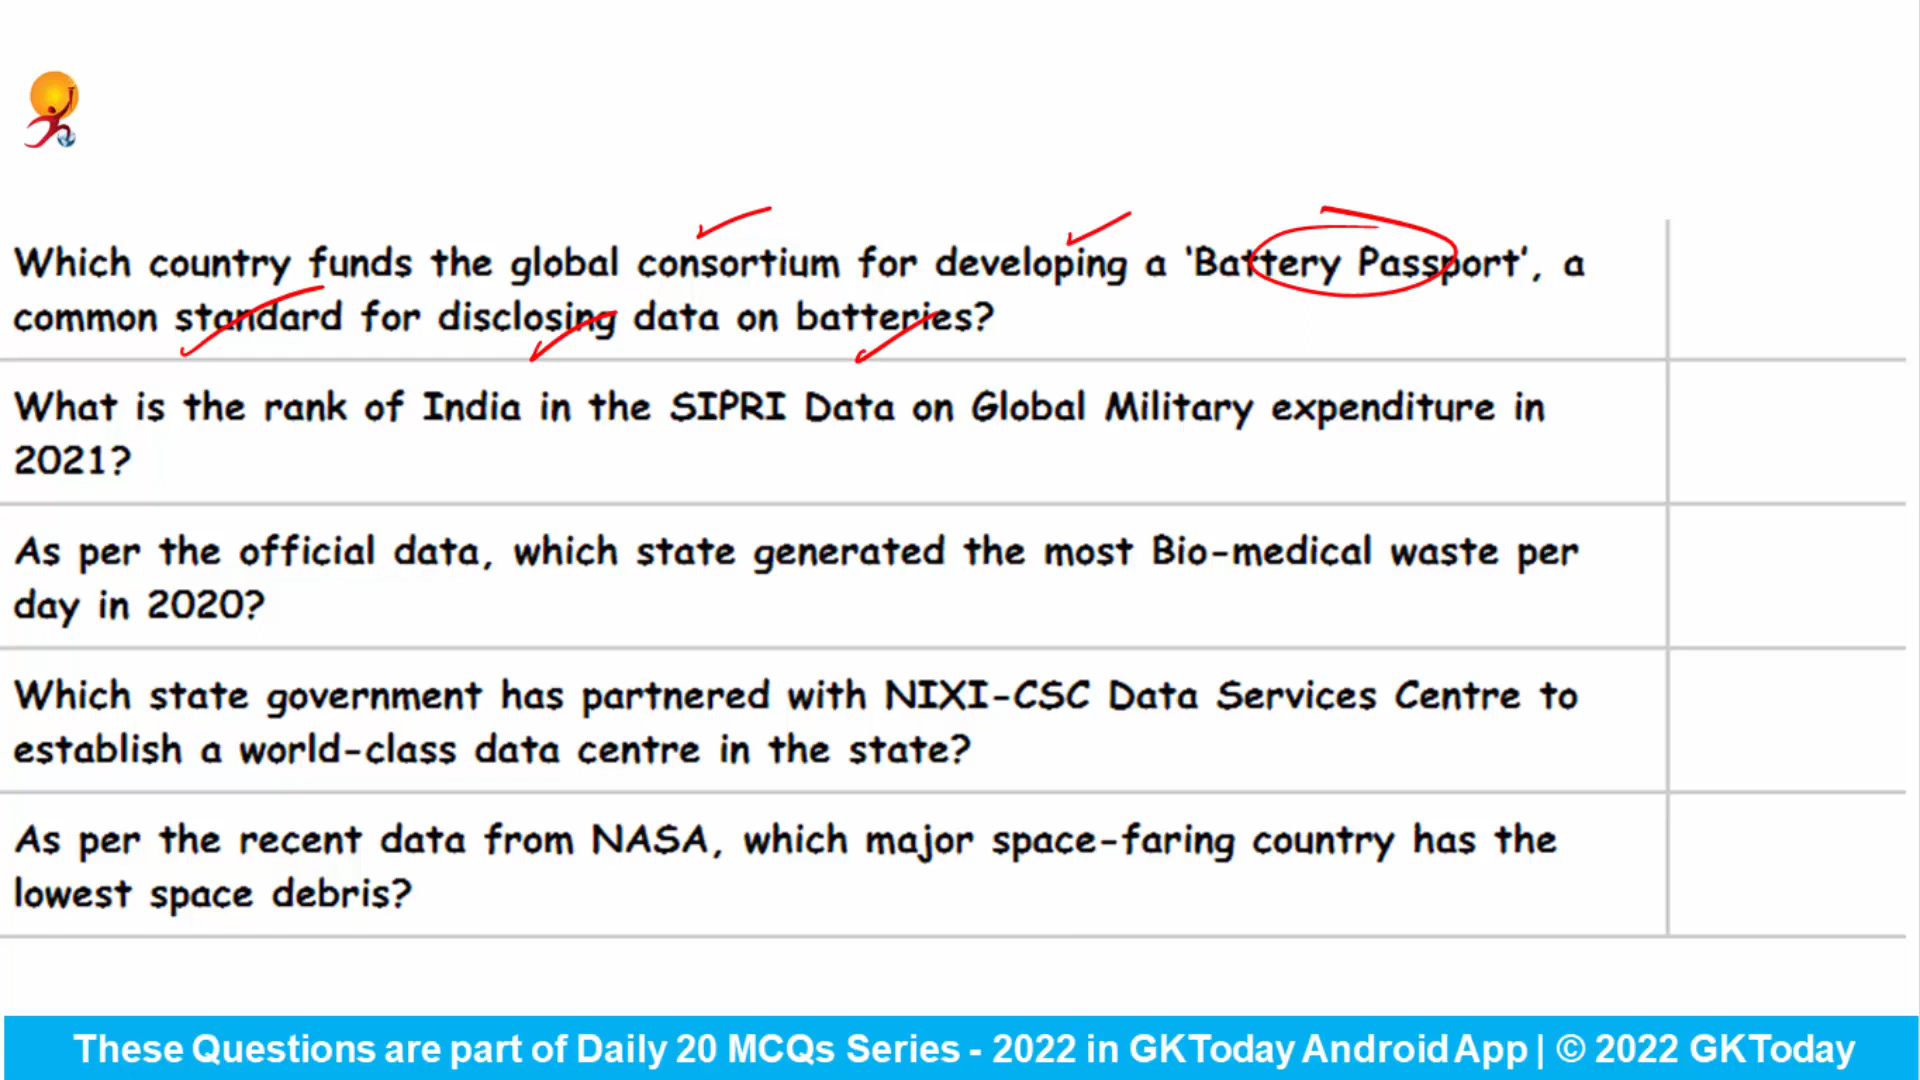 Which country funds the global consortium for developing a ‘Battery Passport’, a
common standard for disclosing data on batteries?
What is the rank of India in the SIPRI Data on Global Military expenditure in
2021?
As per the official data, which state generated the most Bio-medical waste per
day in 2020?
Which state government has partnered with NIXI-CSC Data Services Centre to
establish a world-class data centre in the state?
As per the recent data from NASA, which major space-faring country has the
lowest space debris?
These Questions are part of Daily 20 MCQs Series - 2022 in GKToday Android App | © 2022 GKToday